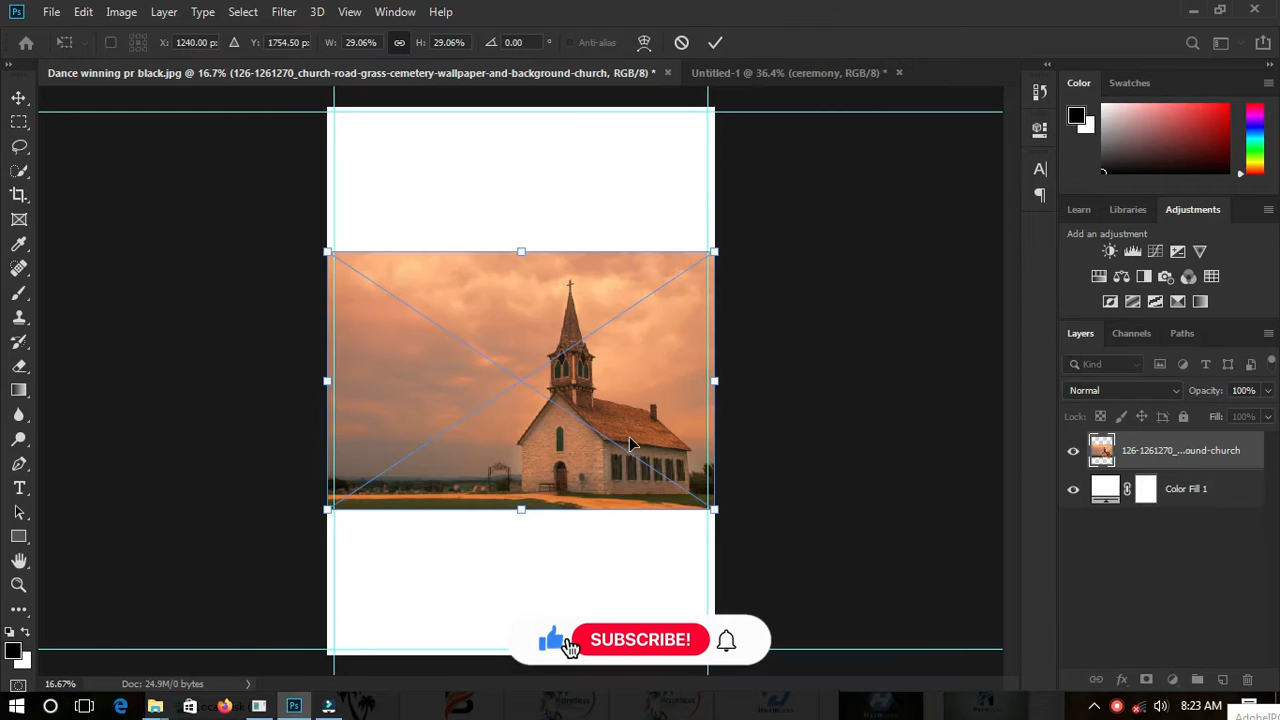 Ps File Edit Image Layer Type Select Filter 3D View Window Help
X: 1240.00 p: Y: 1754.50 p: W: 29.06% H: 29.06% 0.00 ° Anti-alias
Dance winning pr black.jpg @ 16.7% (126-1261270_church-road-grass-cemetery-wallpaper-and-background-church, RGB/8) * × Untitled-1 @ 36.4% (ceremony, RGB/8) * ×
Color Swatches
Learn Libraries Adjustments
Add an adjustment
Layers Channels Paths
Kind
Normal Opacity: 100%
Lock: Fill: 100%
126-1261270_...ound-church
Color Fill 1
SUBSCRIBE!
16.67% Doc: 24.9M/0 bytes
8:22 AM